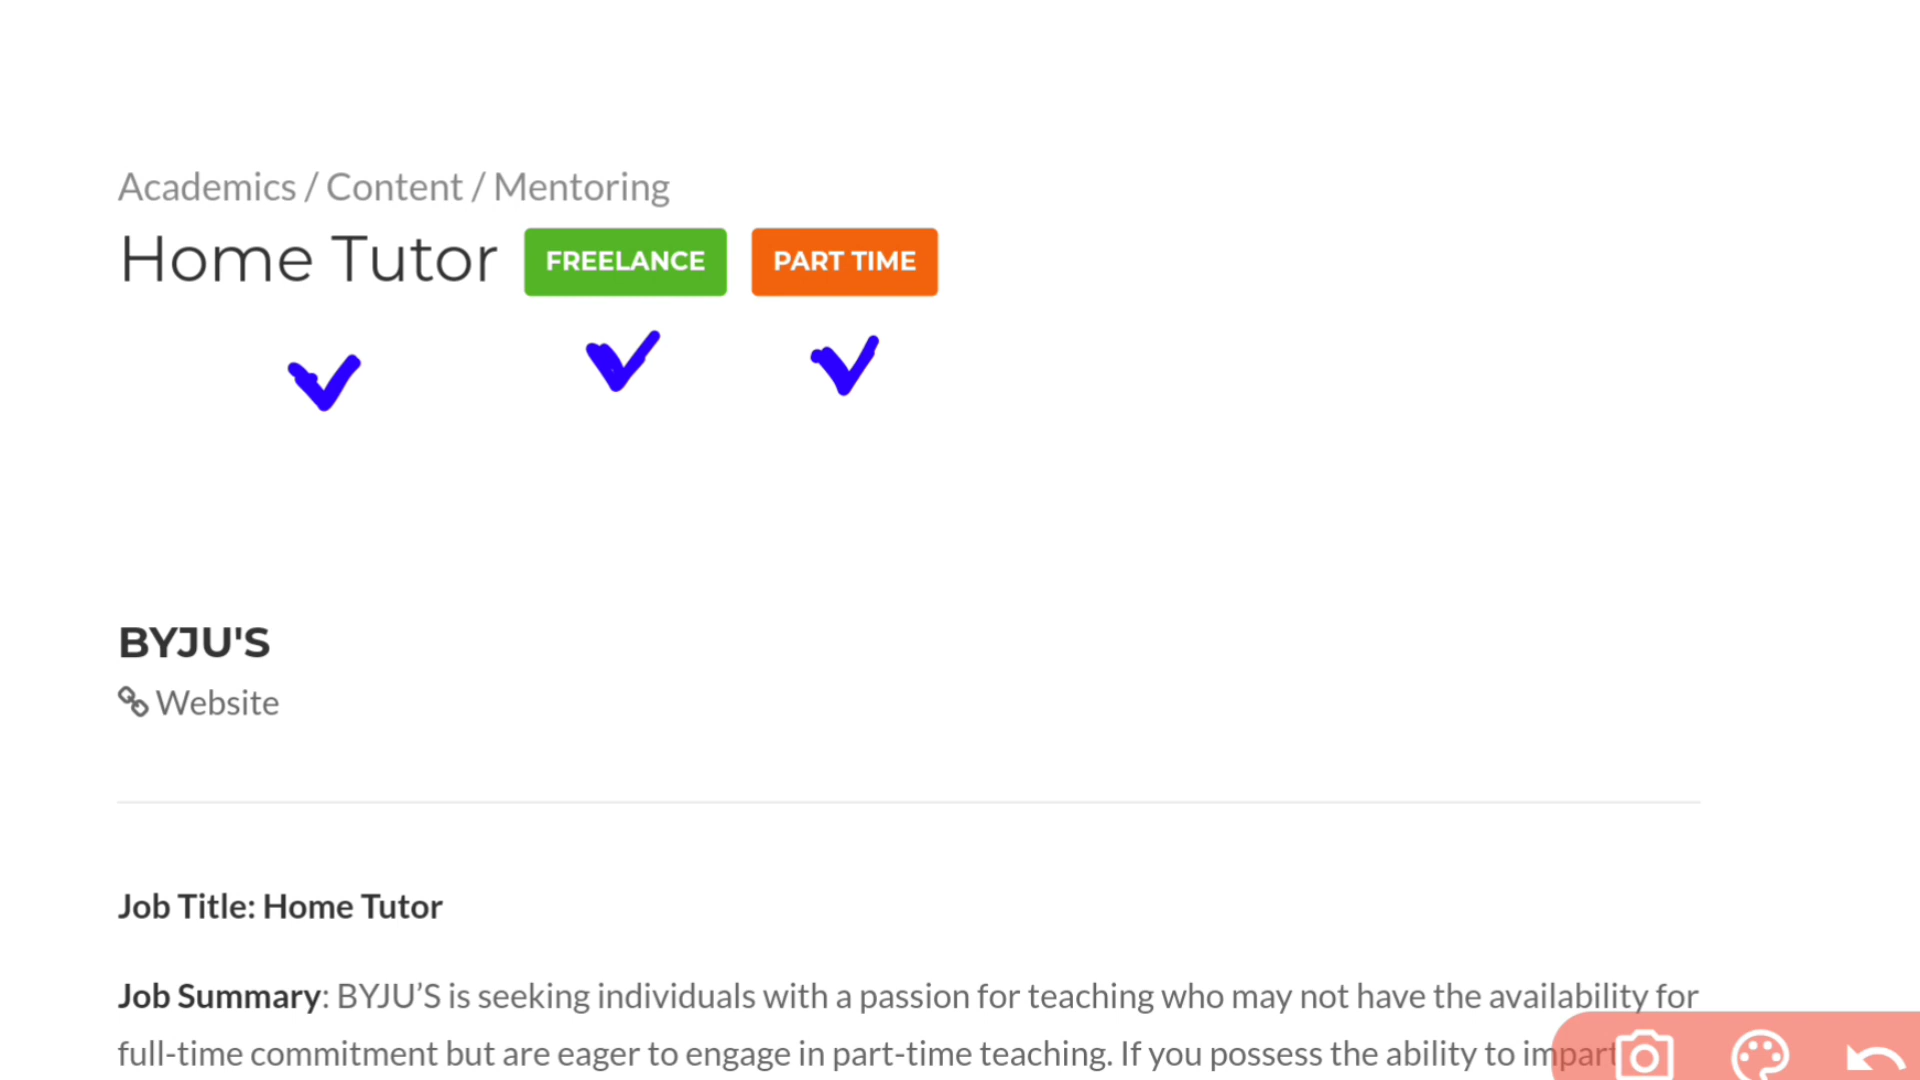 Academics / Content / Mentoring
Home Tutor FREELANCE PART TIME
BYJU'S
Website
Job Title: Home Tutor
Job Summary: BYJU’S is seeking individuals with a passion for teaching who may not have the availability for
full-time commitment but are eager to engage in part-time teaching. If you possess the ability to impart